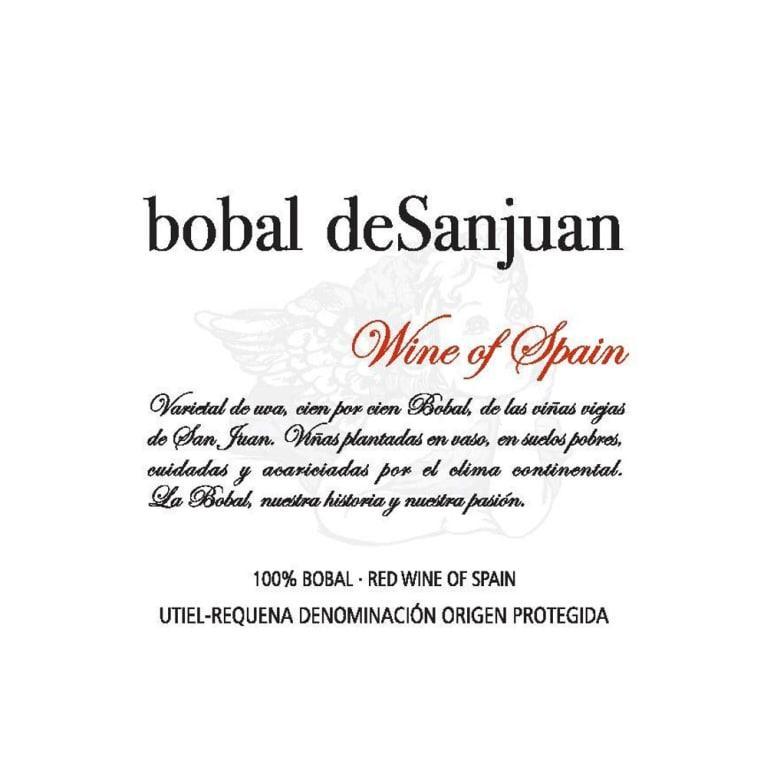 bobal deSanjuan
Wine of Spain
Varietal de uva, cien por cien Bobal, de las viñas viejas
de San Juan. Viñas plantadas en vaso, en suelos pobres,
cuidadas y acariciadas por el clima continental.
La Bobal, nuestra historia y nuestra pasión.
100% BOBAL · RED WINE OF SPAIN
UTIEL-REQUENA DENOMINACIÓN ORIGEN PROTEGIDA